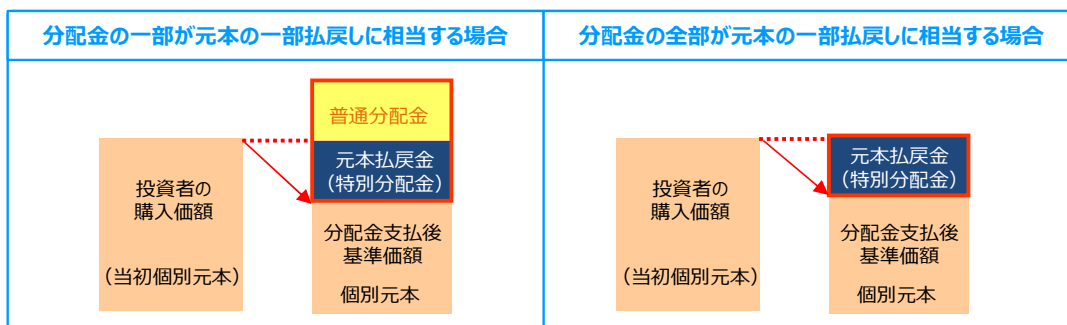 分配金の一部が元本の一部払戻しに相当する場合
分配金の全部が元本の一部払戻しに相当する場合
普通分配金
元本払戻金
（特別分配金）
投資者の
購入価額
（当初個別元本）
分配金支払後
基準価額
個別元本
元本払戻金
（特別分配金）
投資者の
購入価額
（当初個別元本）
分配金支払後
基準価額
個別元本